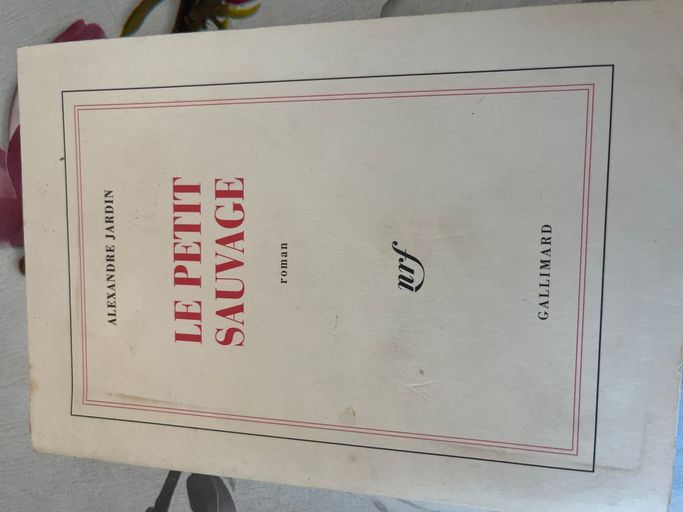 ALEXANDRE JARDIN
LE PETIT
SAUVAGE
roman
nrf
GALLIMARD